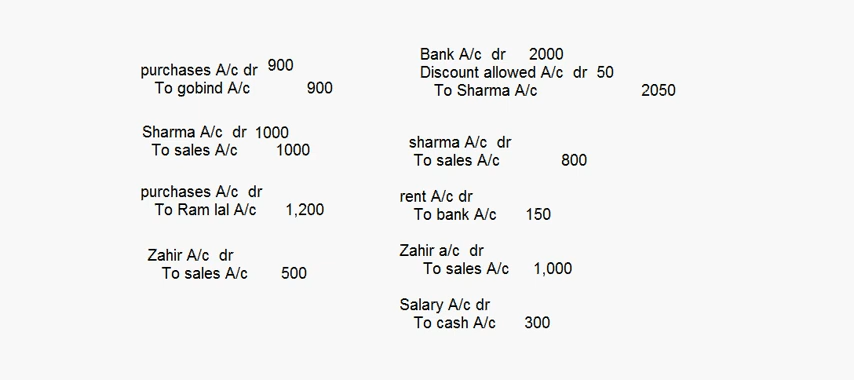 purchases A/c dr 900
To gobind A/c 900
Sharma A/c dr 1000
To sales A/c 1000
purchases A/c dr
To Ram lal A/c 1,200
Zahir A/c dr
To sales A/c 500
Bank A/c dr 2000
Discount allowed A/c dr 50
To Sharma A/c 2050
sharma A/c dr
To sales A/c 800
rent A/c dr
To bank A/c 150
Zahir a/c dr
To sales A/c 1,000
Salary A/c dr
To cash A/c 300